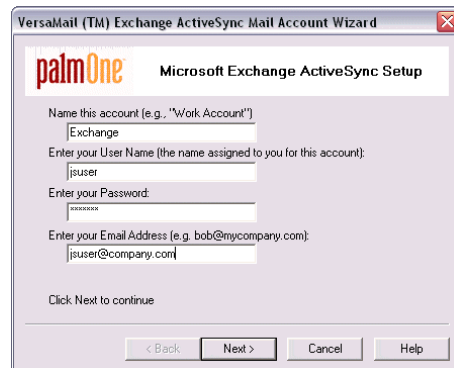 VersaMail (TM) Exchange ActiveSync Mail Account Wizard
palmOne
Microsoft Exchange ActiveSync Setup
Name this account (e.g., "Work Account")
Exchange
Enter your User Name (the name assigned to you for this account):
jsuser
Enter your Password:
×××××××
Enter your Email Address (e.g. bob@mycompany.com):
jsuser@company.com
Click Next to continue
< Back
Next >
Cancel
Help